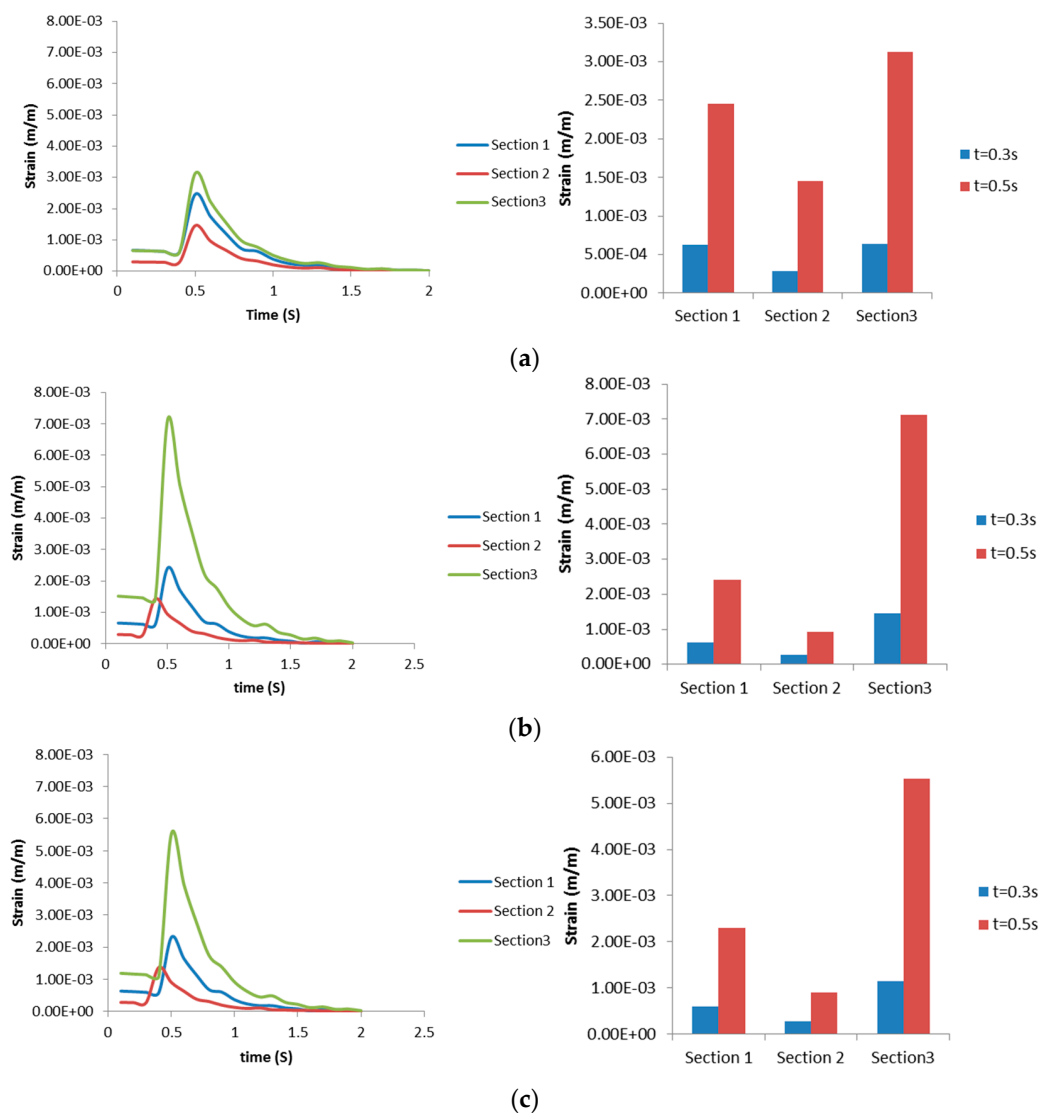 8.00E-03
7.00E-03
6.00E-03
5.00E-03
4.00E-03
3.00E-03
2.00E-03
1.00E-03
0.00E+00
Strain (m/m)
0 0.5 1 1.5 2
Time (S)
Section 1
Section 2
Section3
3.50E-03
3.00E-03
2.50E-03
2.00E-03
1.50E-03
1.00E-03
5.00E-04
0.00E+00
Strain (m/m)
Section 1 Section 2 Section3
t=0.3s
t=0.5s
(a)
8.00E-03
7.00E-03
6.00E-03
5.00E-03
4.00E-03
3.00E-03
2.00E-03
1.00E-03
0.00E+00
Strain (m/m)
0 0.5 1 1.5 2 2.5
time (S)
Section 1
Section 2
Section3
8.00E-03
7.00E-03
6.00E-03
5.00E-03
4.00E-03
3.00E-03
2.00E-03
1.00E-03
0.00E+00
Strain (m/m)
Section 1 Section 2 Section3
t=0.3s
t=0.5s
(b)
8.00E-03
7.00E-03
6.00E-03
5.00E-03
4.00E-03
3.00E-03
2.00E-03
1.00E-03
0.00E+00
Strain (m/m)
0 0.5 1 1.5 2 2.5
time (S)
Section 1
Section 2
Section3
6.00E-03
5.00E-03
4.00E-03
3.00E-03
2.00E-03
1.00E-03
0.00E+00
Strain (m/m)
Section 1 Section 2 Section3
t=0.3s
t=0.5s
(c)